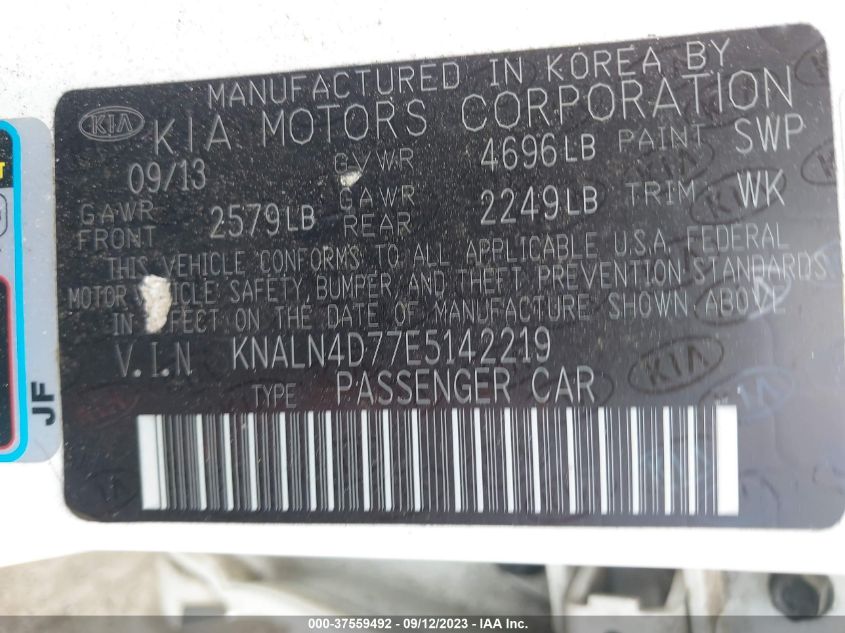 MANUFACTURED IN KOREA BY
KIA KIA MOTORS CORPORATION
09/13 GVWR 4696LB PAINT SWP
GAWR FRONT 2579LB GAWR REAR 2249LB TRIM WK
THIS VEHICLE CONFORMS TO ALL APPLICABLE U.S.A. FEDERAL
MOTOR VEHICLE SAFETY, BUMPER, AND THEFT PREVENTION STANDARDS
IN EFFECT ON THE DATE OF MANUFACTURE SHOWN ABOVE
V.I.N KNALN4D77E5142219
TYPE PASSENGER CAR
JF
KIA
KIA
000-37559492 - 09/12/2023 - IAA Inc.